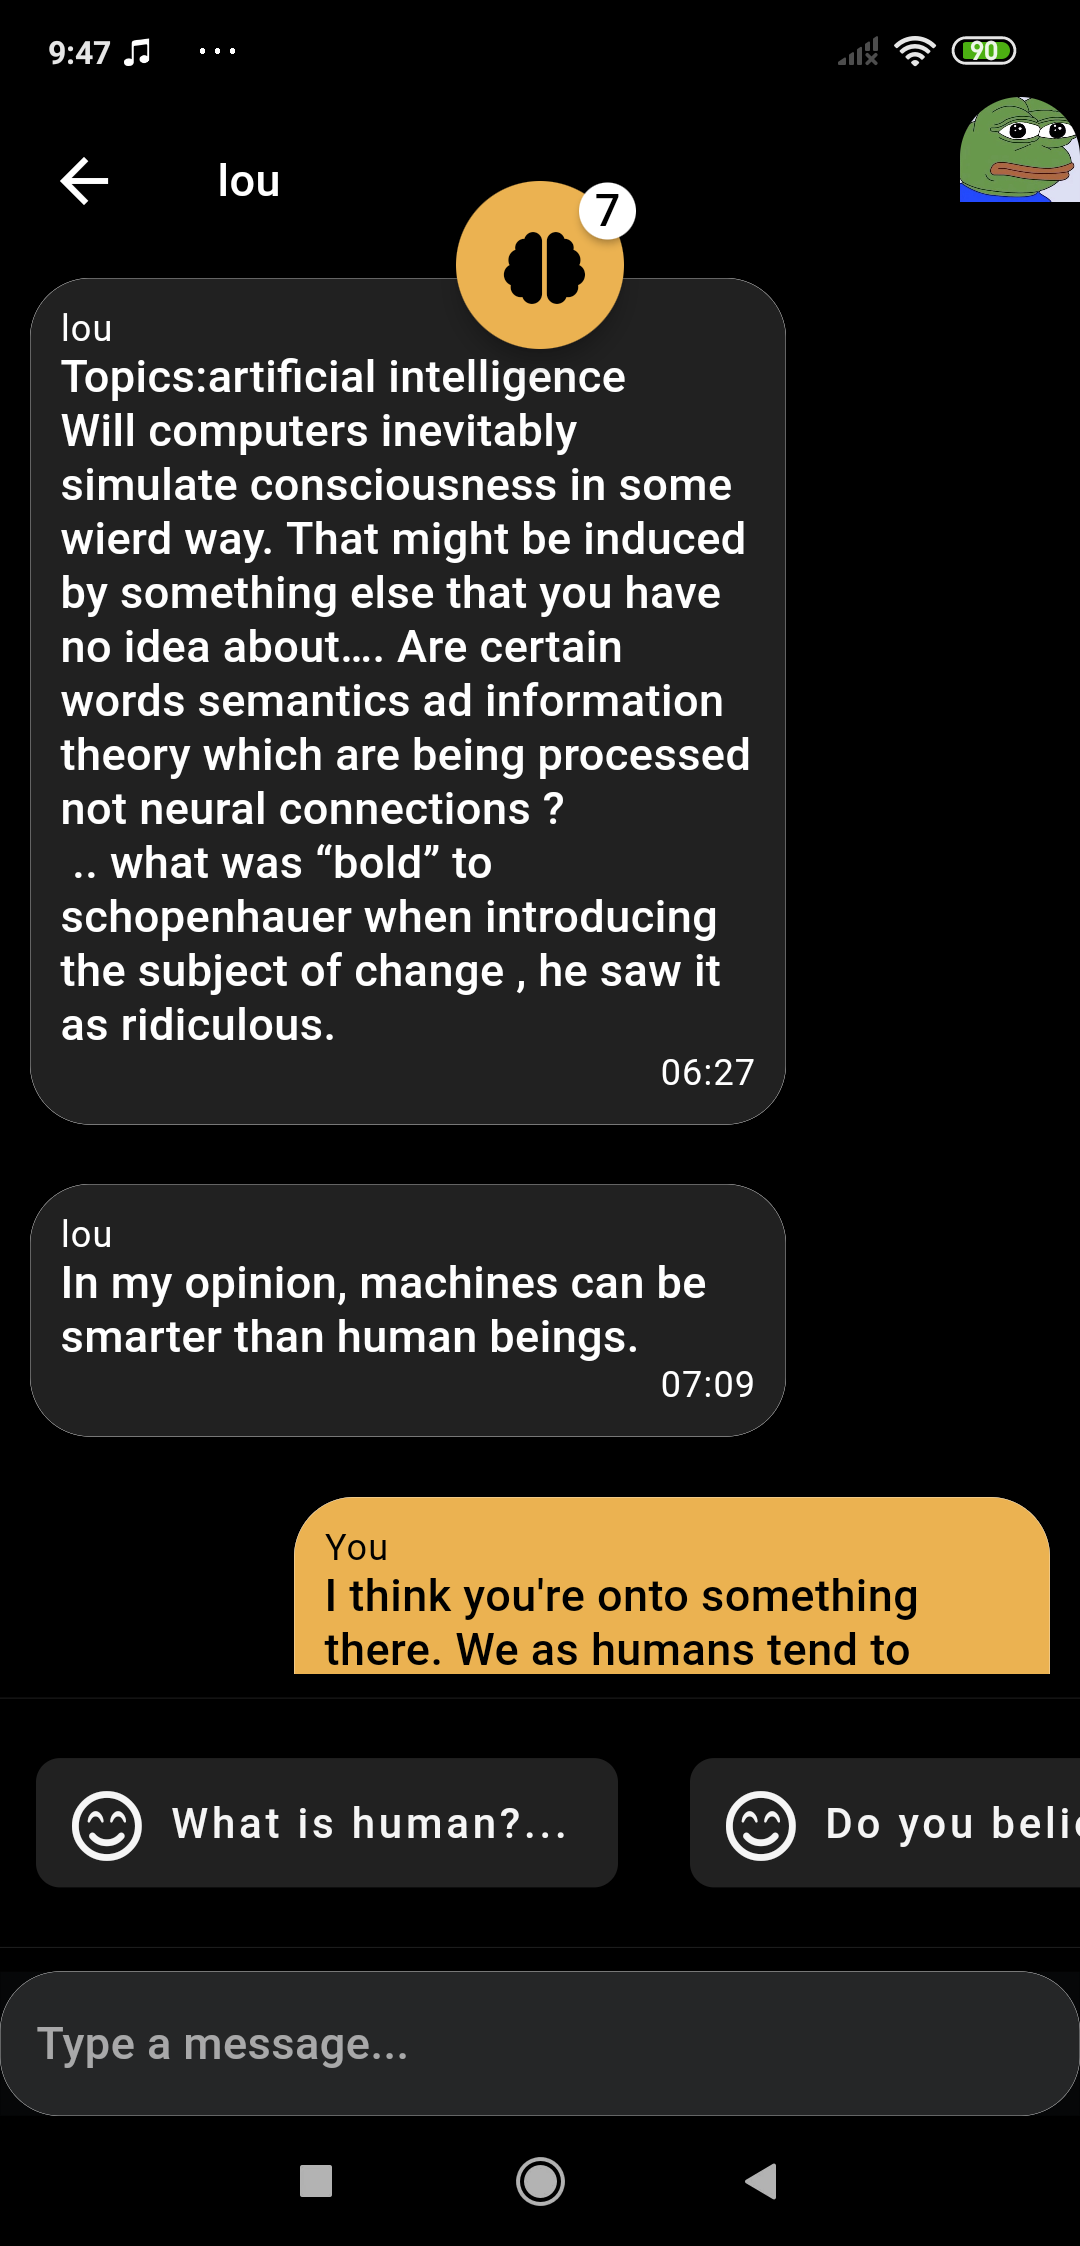 9:47
90
lou
7
lou
Topics:artificial intelligence
Will computers inevitably
simulate consciousness in some
wierd way. That might be induced
by something else that you have
no idea about.... Are certain
words semantics ad information
theory which are being processed
not neural connections ?
.. what was “bold” to
schopenhauer when introducing
the subject of change , he saw it
as ridiculous.
06:27
lou
In my opinion, machines can be
smarter than human beings.
07:09
You
I think you're onto something
there. We as humans tend to
What is human?...
Do you belie
Type a message...